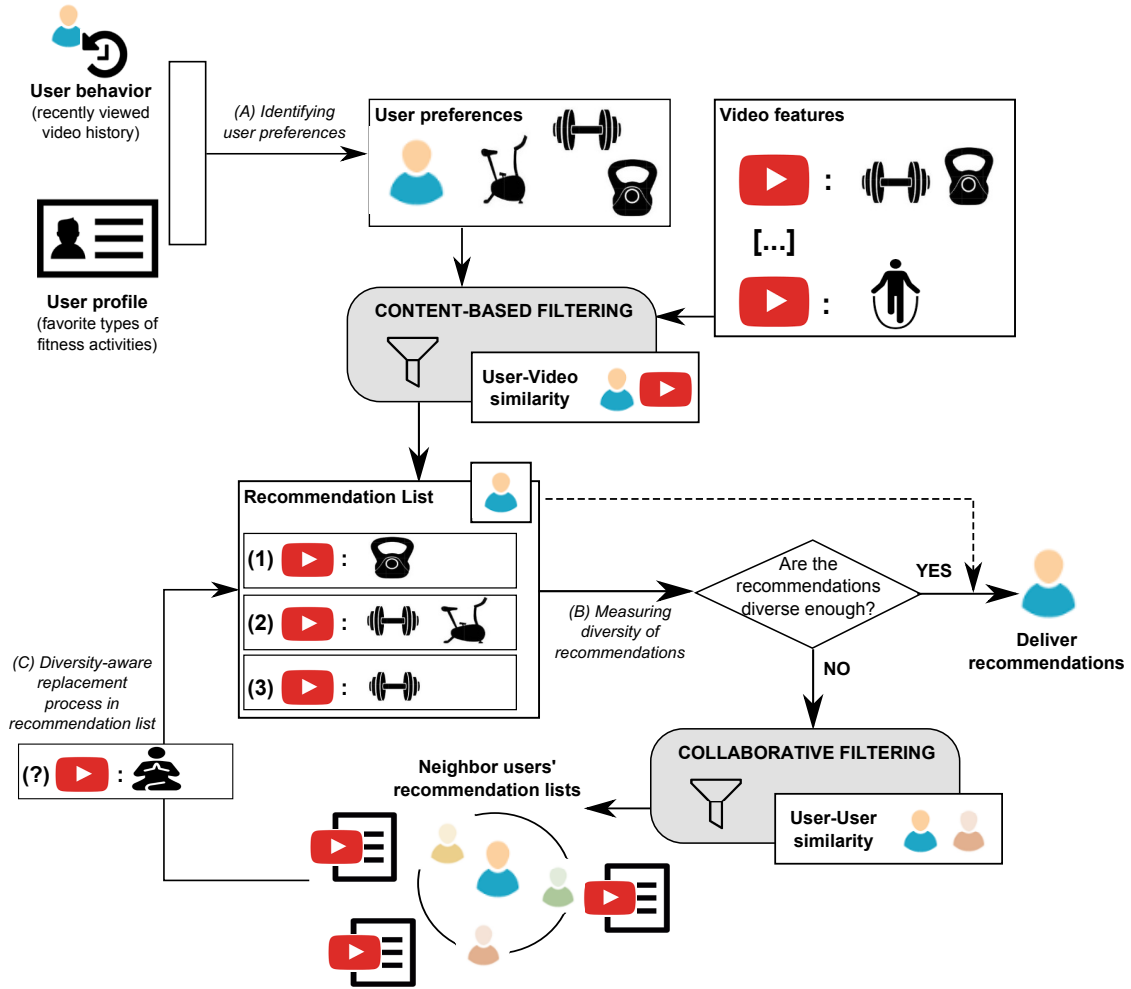 User behavior
(recently viewed
video history)
(A) Identifying
user preferences
User preferences
Video features
:
[...]
:
User profile
(favorite types of
fitness activities)
CONTENT-BASED FILTERING
User-Video
similarity
Recommendation List
(1) :
(2) :
(3) :
(B) Measuring
diversity of
recommendations
Are the
recommendations
diverse enough?
YES
NO
Deliver
recommendations
(C) Diversity-aware
replacement
process in
recommendation list
(?) :
COLLABORATIVE FILTERING
User-User
similarity
Neighbor users'
recommendation lists